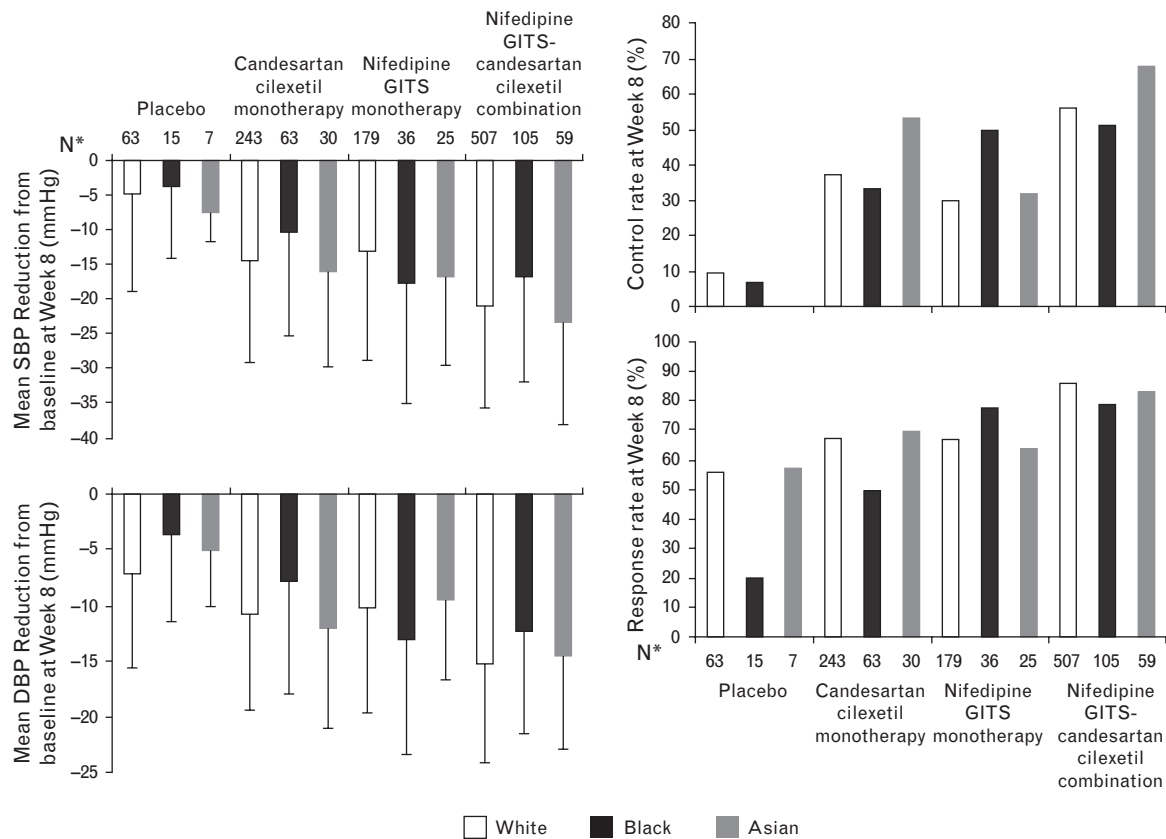 Nifedipine
GITS-
candesartan
cilexetil
combination
Candesartan
cilexetil
monotherapy
Nifedipine
GITS
monotherapy
Placebo
N* 63 15 7 243 63 30 179 36 25 507 105 59
Mean SBP Reduction from
baseline at Week 8 (mmHg)
0
–5
–10
–15
–20
–25
–30
–35
–40
Mean DBP Reduction from
baseline at Week 8 (mmHg)
0
–5
–10
–15
–20
–25
Control rate at Week 8 (%)
80
70
60
50
40
30
20
10
0
Response rate at Week 8 (%)
100
90
80
70
60
50
40
30
20
10
0
N* 63 15 7 243 63 30 179 36 25 507 105 59
Placebo
Candesartan
cilexetil
monotherapy
Nifedipine
GITS
monotherapy
Nifedipine
GITS-
candesartan
cilexetil
combination
White Black Asian